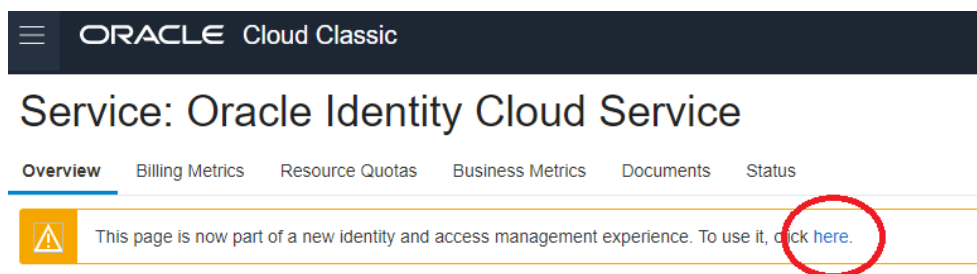 ORACLE Cloud Classic
Service: Oracle Identity Cloud Service
Overview Billing Metrics Resource Quotas Business Metrics Documents Status
This page is now part of a new identity and access management experience. To use it, click here.